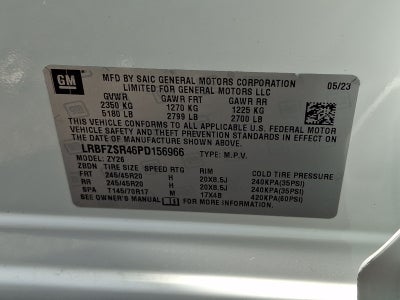 GM
MFD BY SAIC GENERAL MOTORS CORPORATION
LIMITED FOR GENERAL MOTORS LLC
05/23
GVWR GAWR FRT GAWR RR
2350 KG 1270 KG 1225 KG
5180 LB 2799 LB 2700 LB
THIS VEHICLE CONFORMS TO ALL APPLICABLE U.S. FEDERAL MOTOR
VEHICLE SAFETY AND THEFT PREVENTION STANDARDS IN EFFECT ON
THE DATE OF MANUFACTURE SHOWN ABOVE.
LRBFZSR46PD156966 TYPE: M.P.V.
MODEL: ZY26
ZBDN TIRE SIZE SPEED RTG RIM COLD TIRE PRESSURE
FRT 245/45R20 H 20X8.5J 240KPA(35PSI)
RR 245/45R20 H 20X8.5J 240KPA(35PSI)
SPA T145/70R17 M 17X4B 420KPA(60PSI)
SEE OWNER'S MANUAL FOR MORE INFORMATION